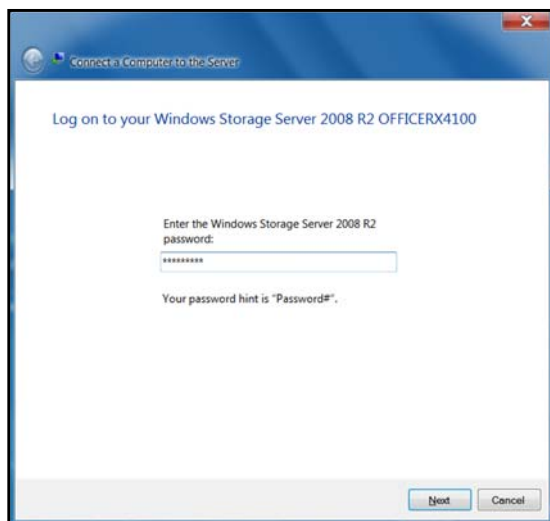 Connect a Computer to the Server
Log on to your Windows Storage Server 2008 R2 OFFICERX4100
Enter the Windows Storage Server 2008 R2
password:
*********
Your password hint is "Password#".
Next
Cancel